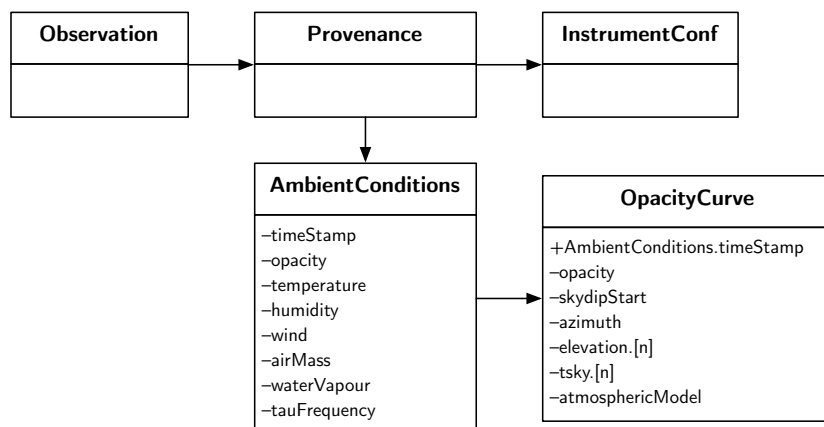 Observation
Provenance
InstrumentConf
AmbientConditions
–timeStamp
–opacity
–temperature
–humidity
–wind
–airMass
–waterVapour
–tauFrequency
OpacityCurve
+AmbientConditions.timeStamp
–opacity
–skydipStart
–azimuth
–elevation.[n]
–tsky.[n]
–atmosphericModel